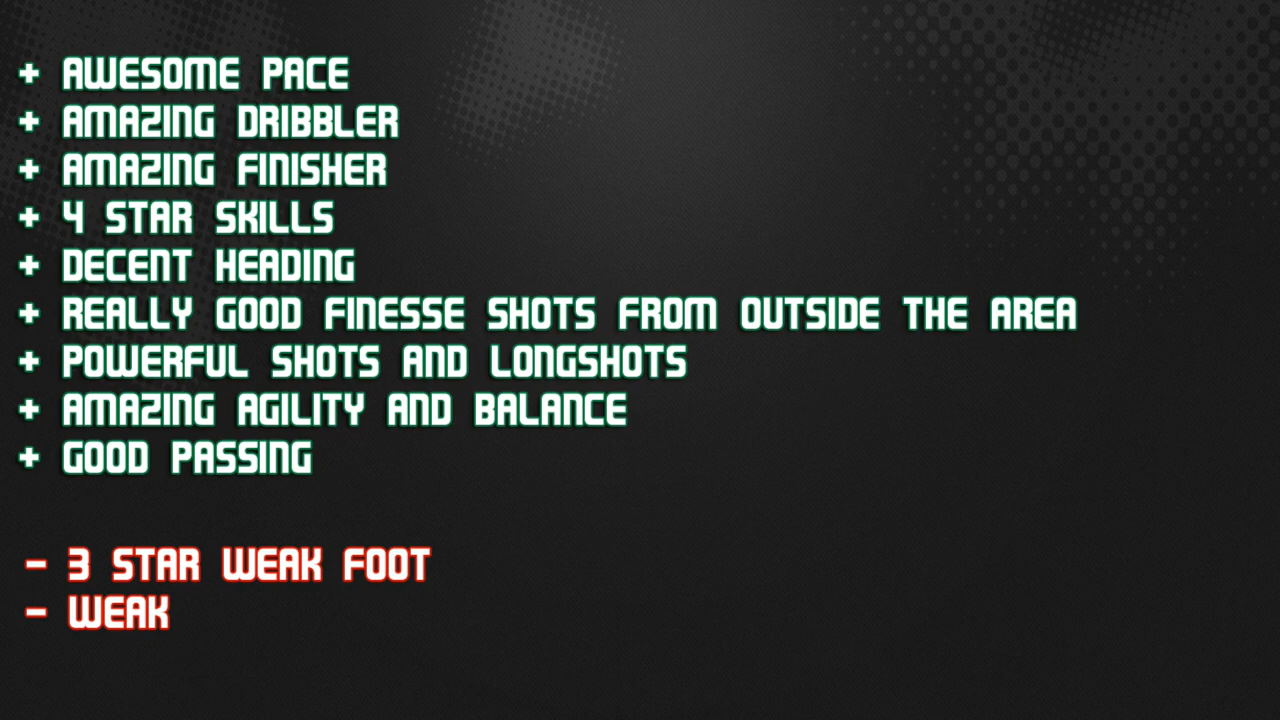 + AWESOME PACE
+ AMAZING DRIBBLER
+ AMAZING FINISHER
+ 4 STAR SKILLS
+ DECENT HEADING
+ REALLY GOOD FINESSE SHOTS FROM OUTSIDE THE AREA
+ POWERFUL SHOTS AND LONGSHOTS
+ AMAZING AGILITY AND BALANCE
+ GOOD PASSING
- 3 STAR WEAK FOOT
- WEAK